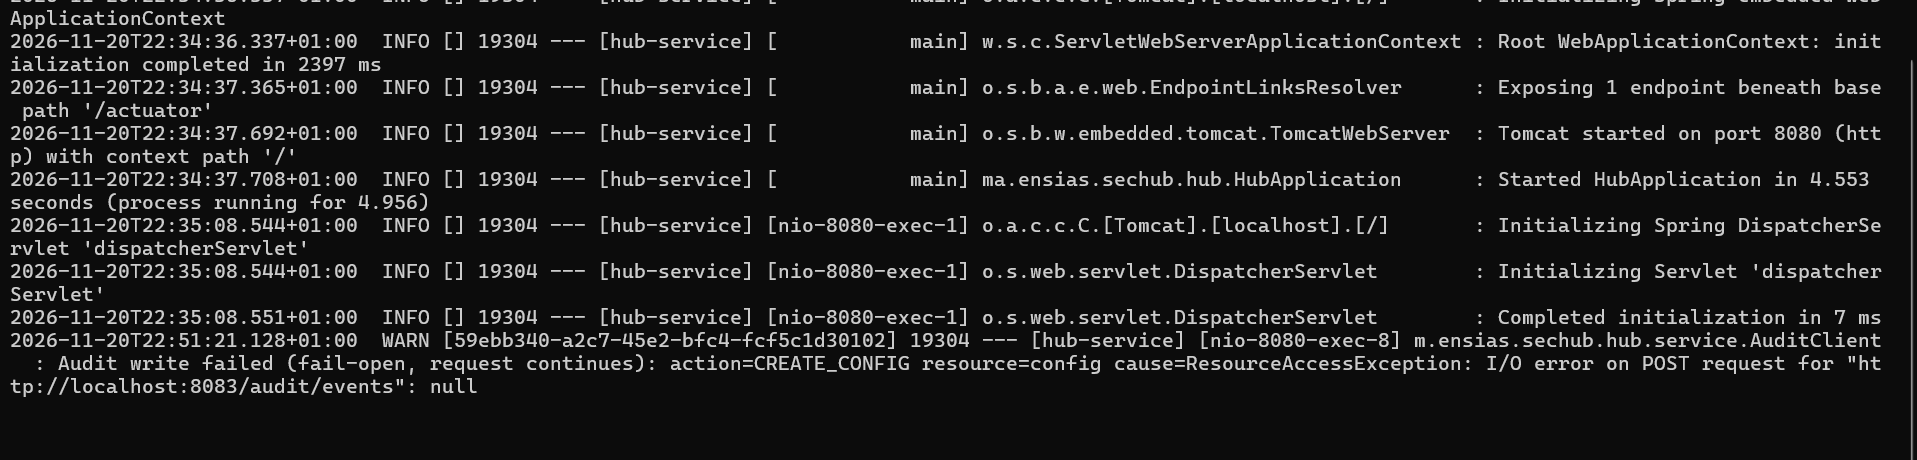 ApplicationContext
2026-11-20T22:34:36.337+01:00  INFO [] 19304 --- [hub-service] [           main] w.s.c.ServletWebServerApplicationContext : Root WebApplicationContext: init
ialization completed in 2397 ms
2026-11-20T22:34:37.365+01:00  INFO [] 19304 --- [hub-service] [           main] o.s.b.a.e.web.EndpointLinksResolver      : Exposing 1 endpoint beneath base
 path '/actuator'
2026-11-20T22:34:37.692+01:00  INFO [] 19304 --- [hub-service] [           main] o.s.b.w.embedded.tomcat.TomcatWebServer  : Tomcat started on port 8080 (htt
p) with context path '/'
2026-11-20T22:34:37.708+01:00  INFO [] 19304 --- [hub-service] [           main] ma.ensias.sechub.hub.HubApplication      : Started HubApplication in 4.553
seconds (process running for 4.956)
2026-11-20T22:35:08.544+01:00  INFO [] 19304 --- [hub-service] [nio-8080-exec-1] o.a.c.c.C.[Tomcat].[localhost].[/]       : Initializing Spring DispatcherSe
rvlet 'dispatcherServlet'
2026-11-20T22:35:08.544+01:00  INFO [] 19304 --- [hub-service] [nio-8080-exec-1] o.s.web.servlet.DispatcherServlet        : Initializing Servlet 'dispatcher
Servlet'
2026-11-20T22:35:08.551+01:00  INFO [] 19304 --- [hub-service] [nio-8080-exec-1] o.s.web.servlet.DispatcherServlet        : Completed initialization in 7 ms
2026-11-20T22:51:21.128+01:00  WARN [59ebb340-a2c7-45e2-bfc4-fcf5c1d30102] 19304 --- [hub-service] [nio-8080-exec-8] m.ensias.sechub.hub.service.AuditClient
  : Audit write failed (fail-open, request continues): action=CREATE_CONFIG resource=config cause=ResourceAccessException: I/O error on POST request for "ht
tp://localhost:8083/audit/events": null